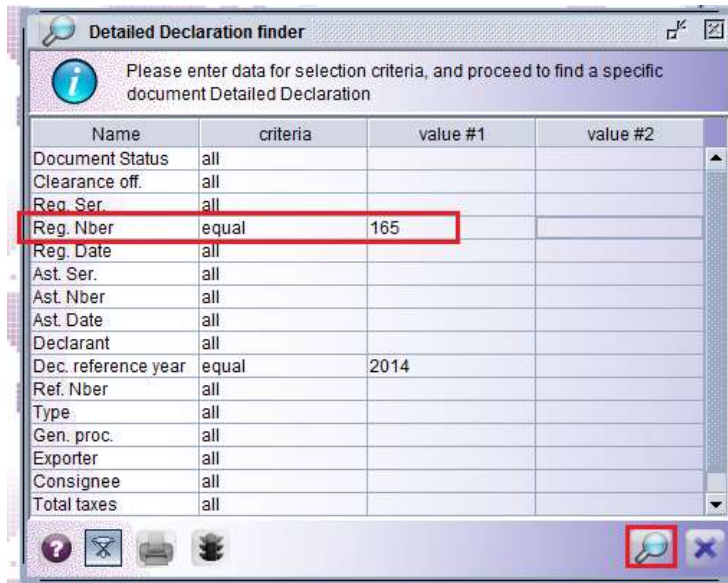 Detailed Declaration finder
Please enter data for selection criteria, and proceed to find a specific
document Detailed Declaration
Name criteria value #1 value #2
Document Status all
Clearance off. all
Reg. Ser. all
Reg. Nber equal 165
Reg. Date all
Ast. Ser. all
Ast. Nber all
Ast. Date all
Declarant all
Dec. reference year equal 2014
Ref. Nber all
Type all
Gen. proc. all
Exporter all
Consignee all
Total taxes all